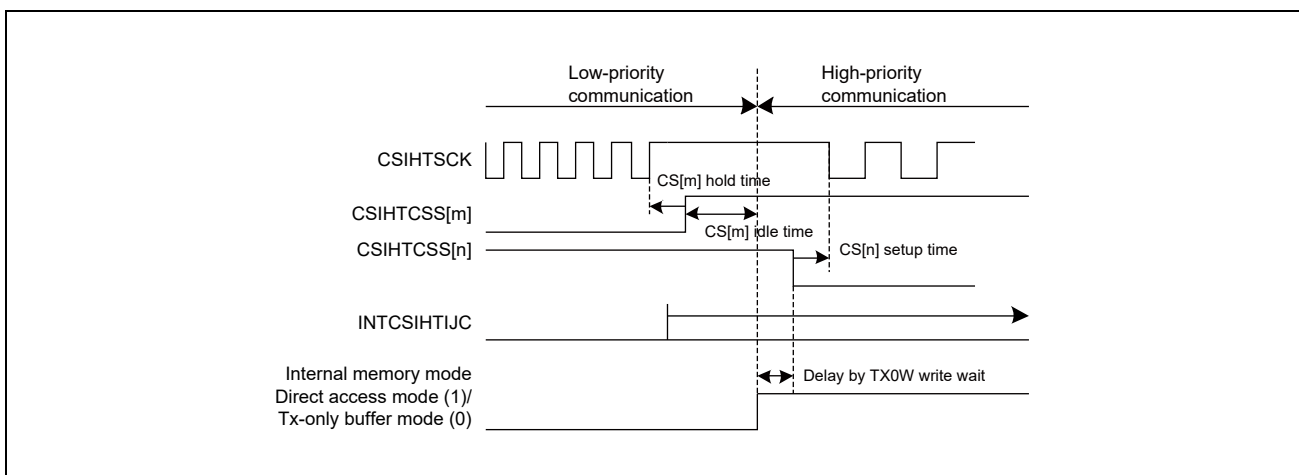 Low-priority
communication
High-priority
communication
CSIHTSCK
CS[m] hold time
CSIHTCSS[m]
CS[m] idle time
CSIHTCSS[n]
CS[n] setup time
INTCSIHTIJC
Internal memory mode
Direct access mode (1)/
Tx-only buffer mode (0)
Delay by TX0W write wait